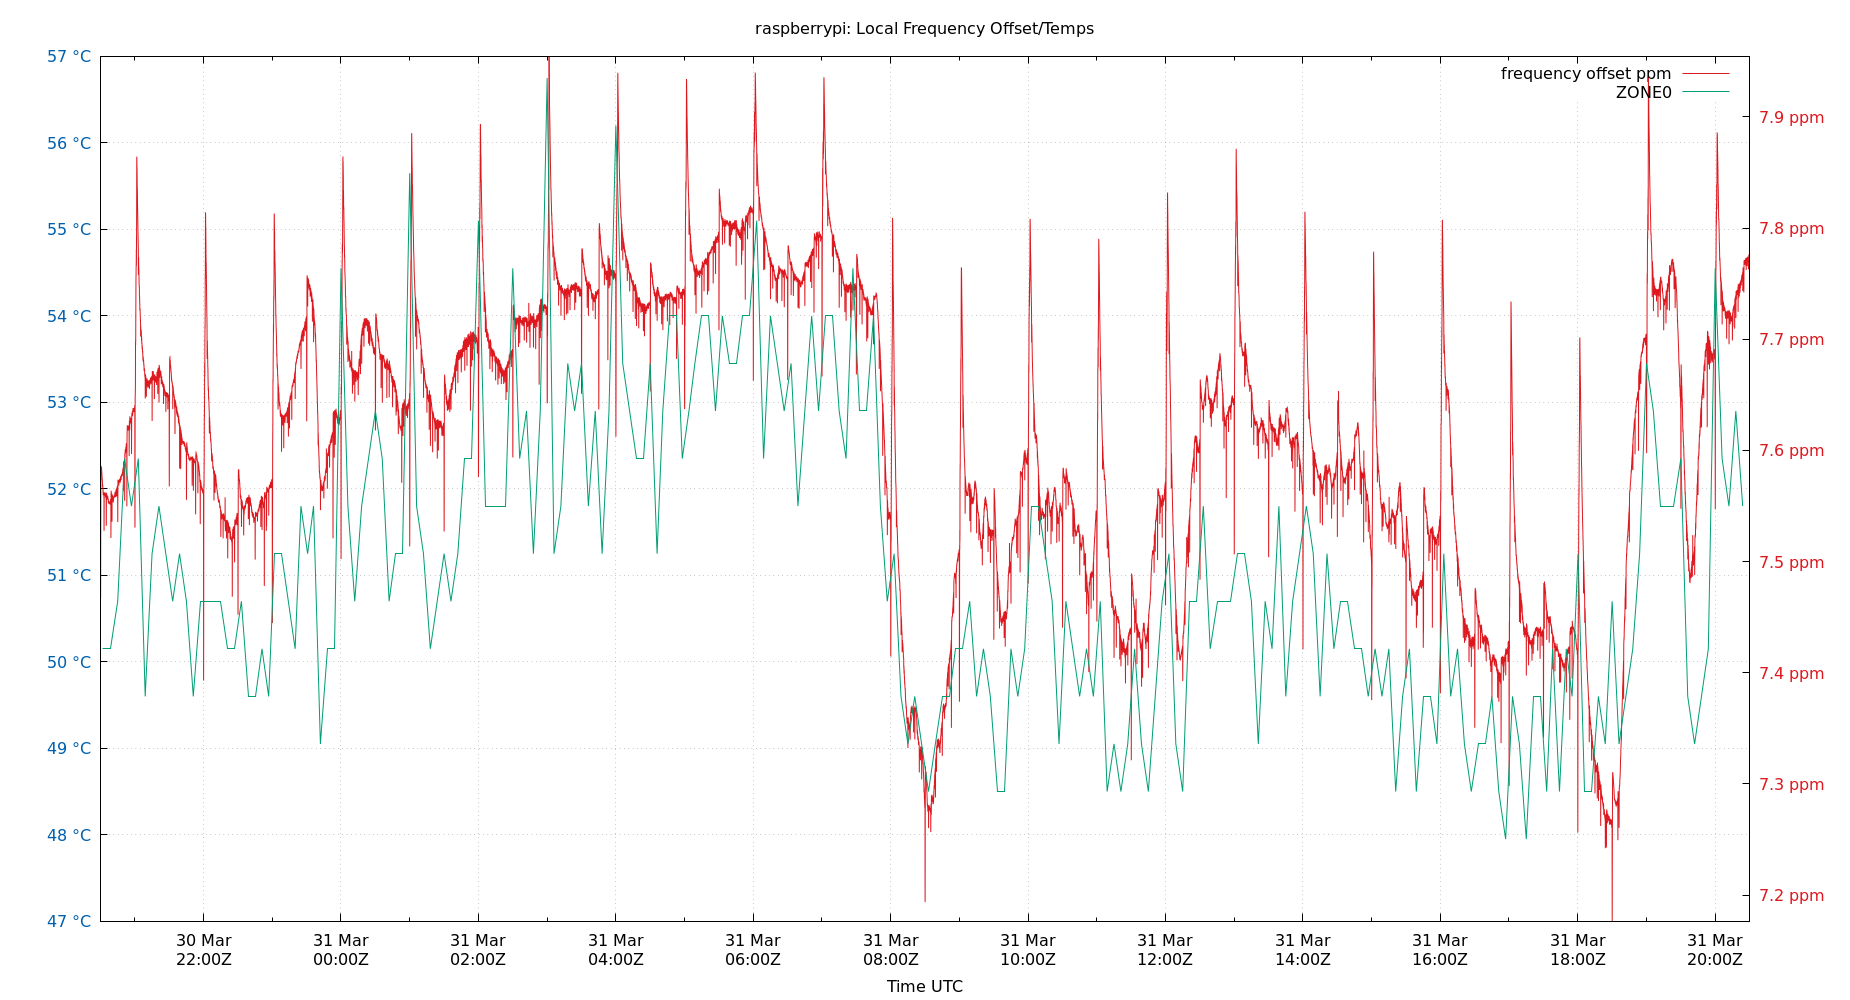 raspberrypi: Local Frequency Offset/Temps
frequency offset ppm
ZONE0
57 °C
56 °C
55 °C
54 °C
53 °C
52 °C
51 °C
50 °C
49 °C
48 °C
47 °C
7.9 ppm
7.8 ppm
7.7 ppm
7.6 ppm
7.5 ppm
7.4 ppm
7.3 ppm
7.2 ppm
30 Mar
22:00Z
31 Mar
00:00Z
31 Mar
02:00Z
31 Mar
04:00Z
31 Mar
06:00Z
31 Mar
08:00Z
31 Mar
10:00Z
31 Mar
12:00Z
31 Mar
14:00Z
31 Mar
16:00Z
31 Mar
18:00Z
31 Mar
20:00Z
Time UTC